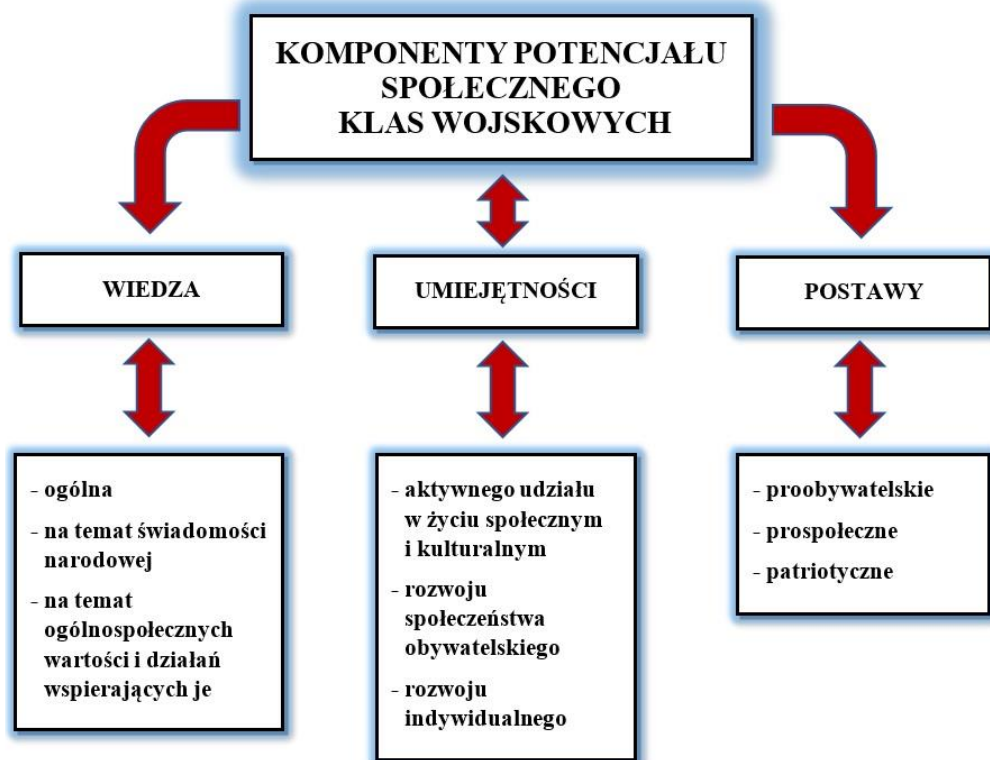 KOMPONENTY POTENCJAŁU
SPOŁECZNEGO
KLAS WOJSKOWYCH
WIEDZA
UMIEJĘTNOŚCI
POSTAWY
- ogólna
- na temat świadomości
narodowej
- na temat
ogólnospołecznych
wartości i działań
wspierających je
- aktywnego udziału
w życiu społecznym
i kulturalnym
- rozwoju
społeczeństwa
obywatelskiego
- rozwoju
indywidualnego
- proobywatelskie
- prospołeczne
- patriotyczne